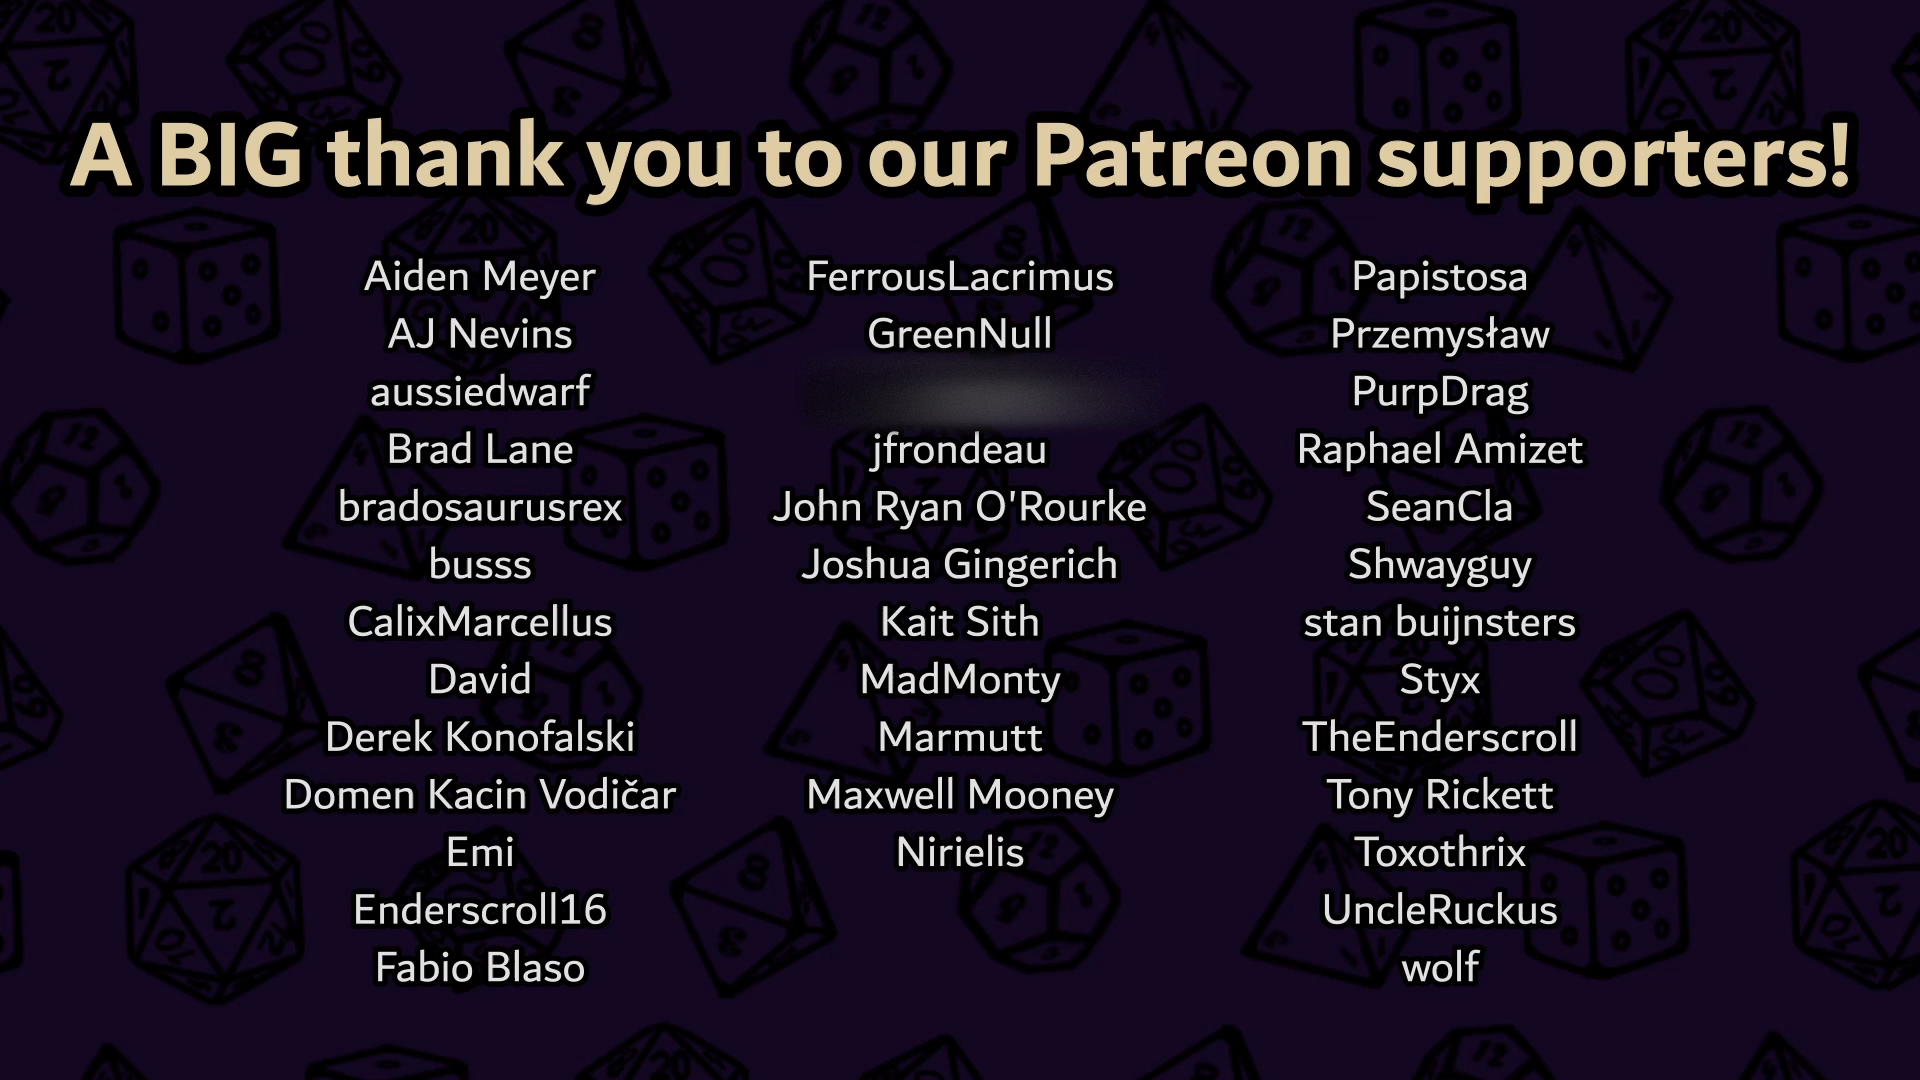 A BIG thank you to our Patreon supporters!
Aiden Meyer
AJ Nevins
aussiedwarf
Brad Lane
bradosaurusrex
busss
CalixMarcellus
David
Derek Konofalski
Domen Kacin Vodičar
Emi
Enderscroll16
Fabio Blaso
FerrousLacrimus
GreenNull
jfrondeau
John Ryan O'Rourke
Joshua Gingerich
Kait Sith
MadMonty
Marmutt
Maxwell Mooney
Nirielis
Papistosa
Przemysław
PurpDrag
Raphael Amizet
SeanCla
Shwayguy
stan buijnsters
Styx
TheEnderscroll
Tony Rickett
Toxothrix
UncleRuckus
wolf